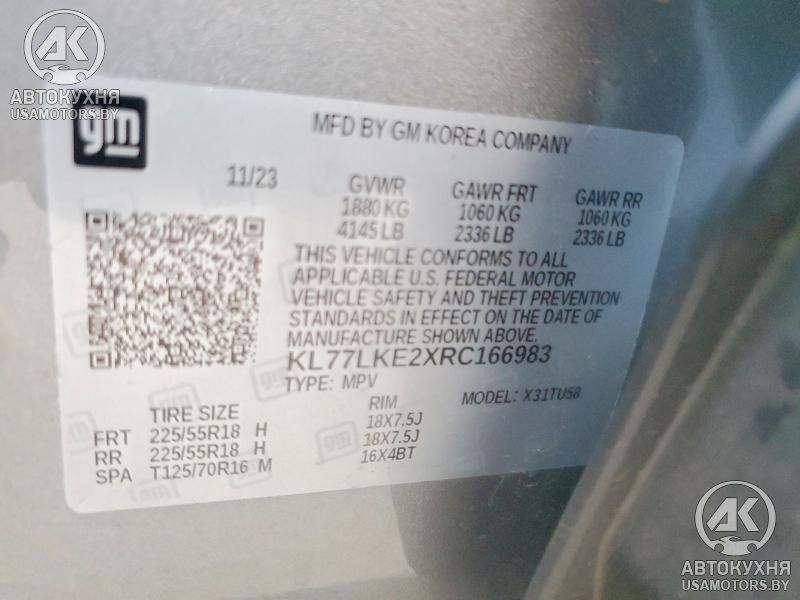 AK
АВТОКУХНЯ
USAMOTORS.BY
gm
MFD BY GM KOREA COMPANY
11/23
GVWR
1880 KG
4145 LB
GAWR FRT
1060 KG
2336 LB
GAWR RR
1060 KG
2336 LB
THIS VEHICLE CONFORMS TO ALL
APPLICABLE U.S. FEDERAL MOTOR
VEHICLE SAFETY AND THEFT PREVENTION
STANDARDS IN EFFECT ON THE DATE OF
MANUFACTURE SHOWN ABOVE.
KL77LKE2XRC166983
TYPE: MPV
MODEL: X31TU58
TIRE SIZE
RIM
FRT 225/55R18 H 18X7.5J
RR 225/55R18 H 18X7.5J
SPA T125/70R16 M 16X4BT
AK
АВТОКУХНЯ
USAMOTORS.BY